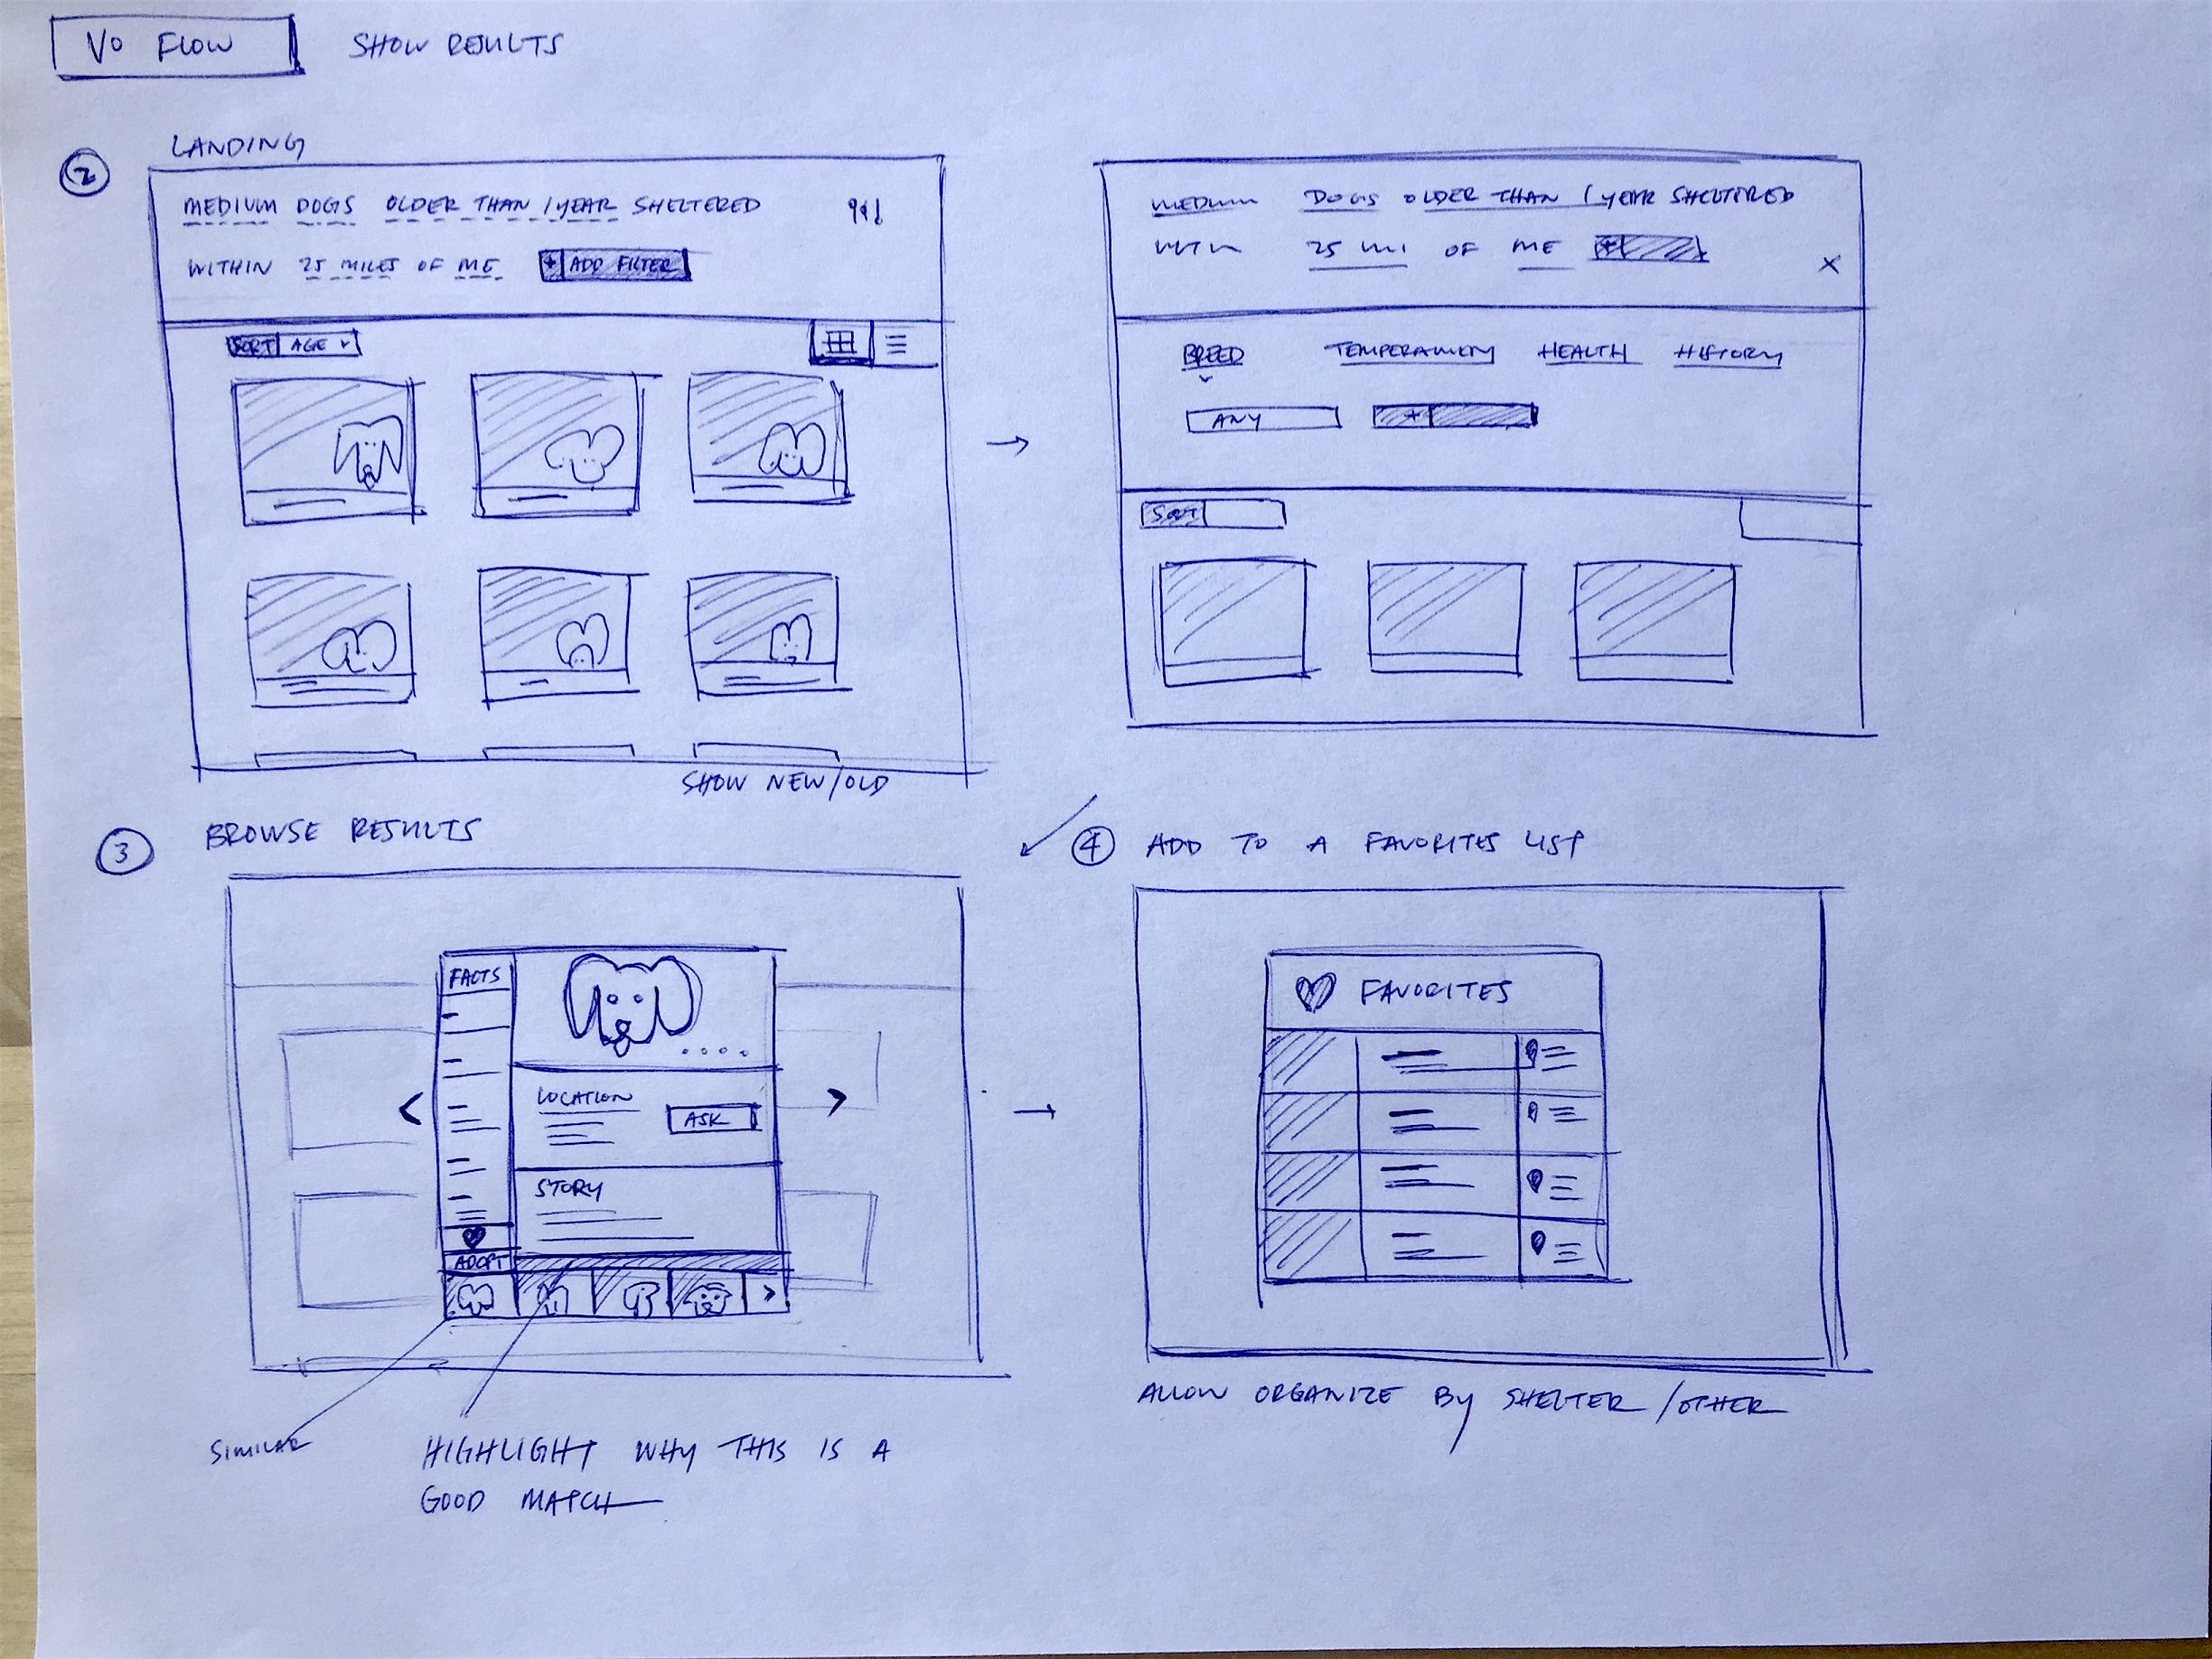 V0 FLOW
SHOW RESULTS
2
LANDING
MEDIUM DOGS OLDER THAN 1 YEAR SHELTERED
WITHIN 25 MILES OF ME + ADD FILTER
SORT AGE
MEDIUM DOGS OLDER THAN 1 YEAR SHELTERED
WITHIN 25 MI OF ME +
X
BREED TEMPERAMENT HEALTH HISTORY
ANY +
SORT
SHOW NEW/OLD
3 BROWSE RESULTS
FACTS
LOCATION
ASK
STORY
ADOPT
SIMILAR
HIGHLIGHT WHY THIS IS A
GOOD MATCH
4 ADD TO A FAVORITES LIST
FAVORITES
ALLOW ORGANIZE BY SHELTER / OTHER